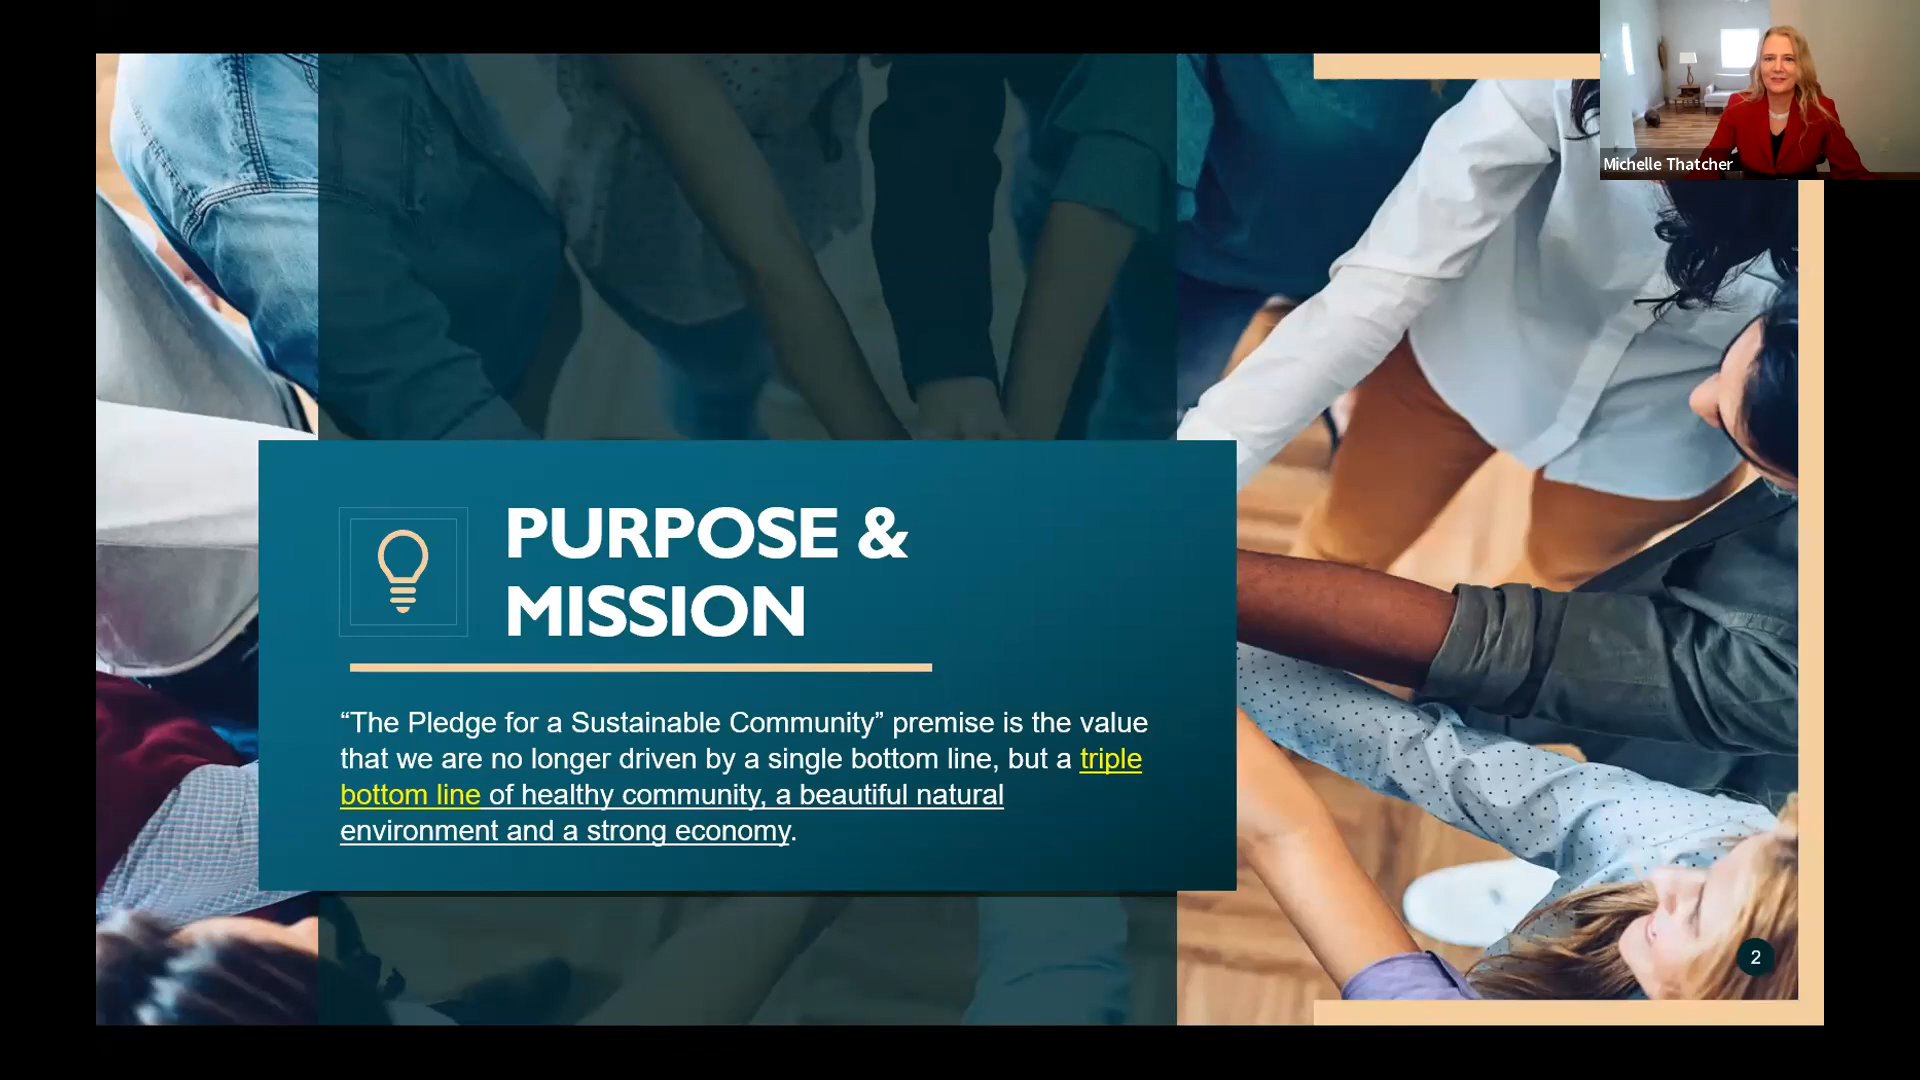 Michelle Thatcher
PURPOSE &
MISSION
“The Pledge for a Sustainable Community” premise is the value
that we are no longer driven by a single bottom line, but a triple
bottom line of healthy community, a beautiful natural
environment and a strong economy.
2